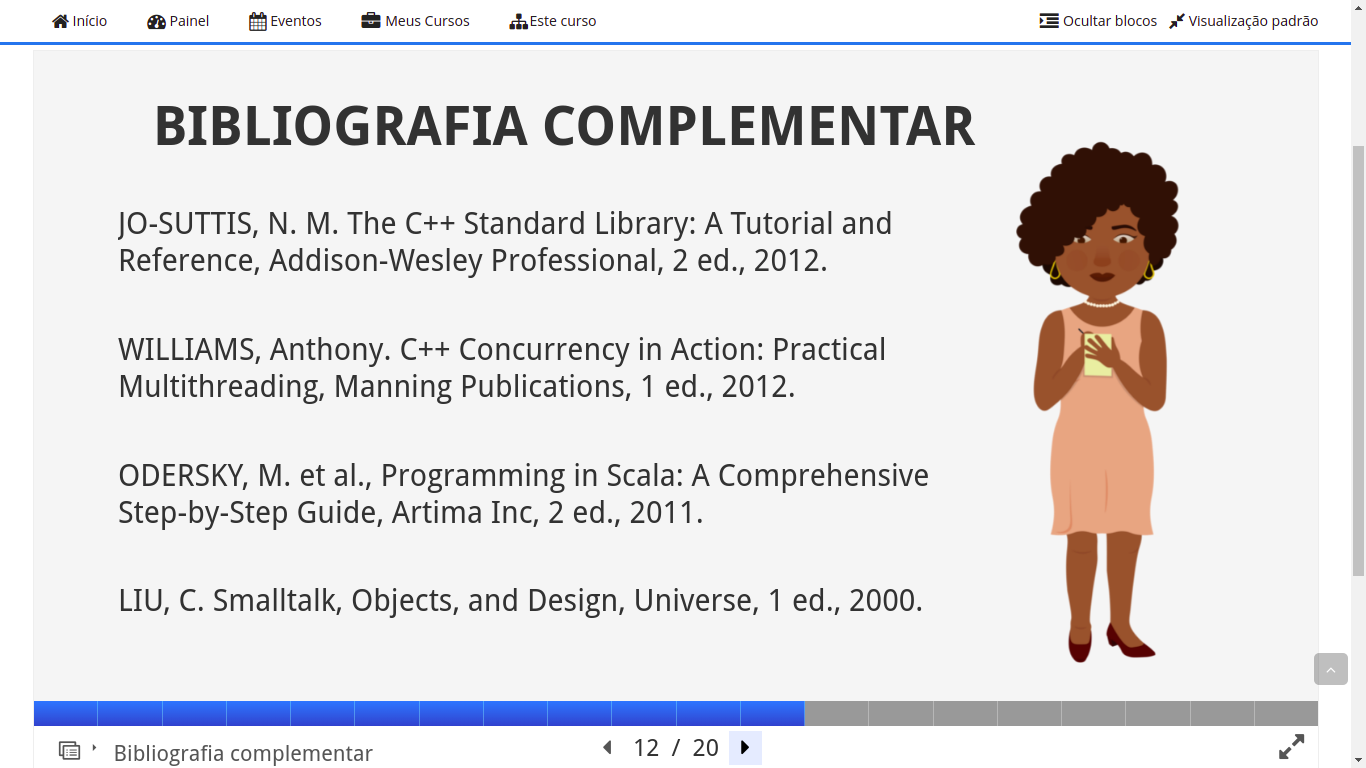 Início Painel Eventos Meus Cursos Este curso Ocultar blocos Visualização padrão
BIBLIOGRAFIA COMPLEMENTAR
JO-SUTTIS, N. M. The C++ Standard Library: A Tutorial and
Reference, Addison-Wesley Professional, 2 ed., 2012.
WILLIAMS, Anthony. C++ Concurrency in Action: Practical
Multithreading, Manning Publications, 1 ed., 2012.
ODERSKY, M. et al., Programming in Scala: A Comprehensive
Step-by-Step Guide, Artima Inc, 2 ed., 2011.
LIU, C. Smalltalk, Objects, and Design, Universe, 1 ed., 2000.
Bibliografia complementar 12 / 20